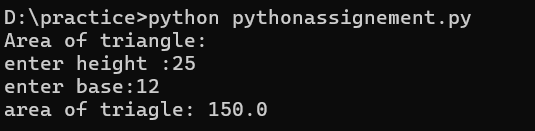 D:\practice>python pythonassignement.py
Area of triangle:
enter height :25
enter base:12
area of triagle: 150.0